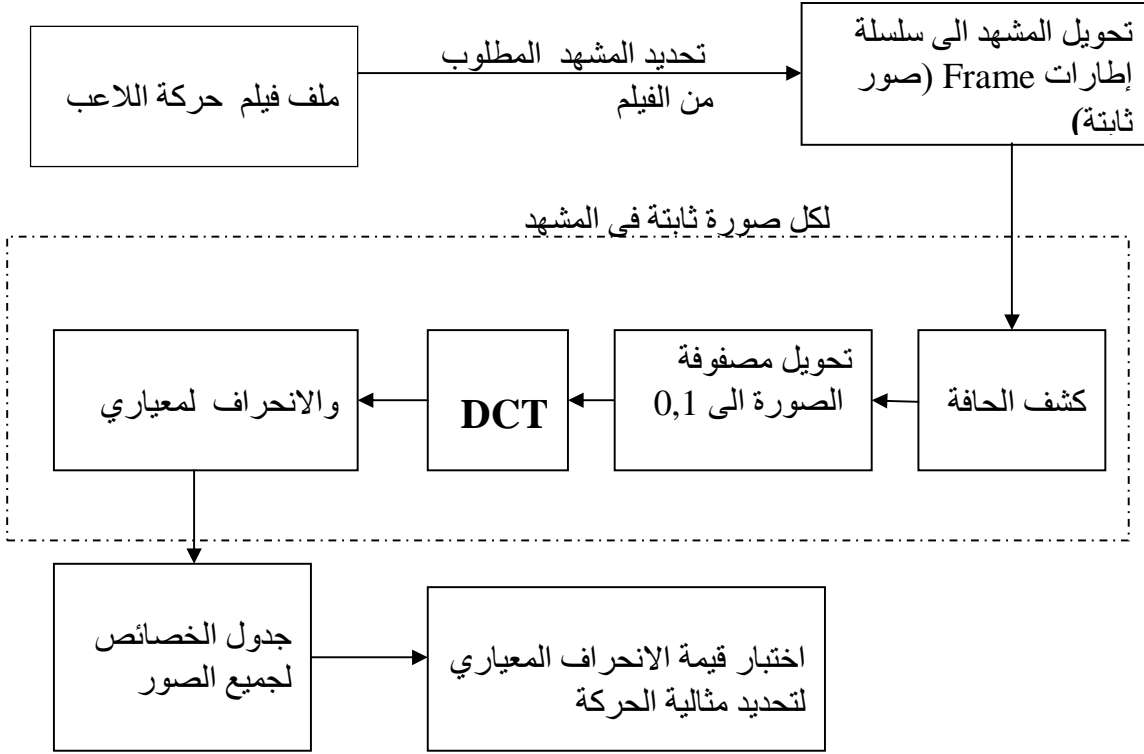 ملف فيلم حركة اللاعب
تحديد المشهد المطلوب
من الفيلم
تحويل المشهد الى سلسلة
إطارات Frame (صور
ثابتة)
لكل صورة ثابتة في المشهد
كشف الحافة
تحويل مصفوفة
الصورة الى 0,1
DCT
والانحراف لمعياري
جدول الخصائص
لجميع الصور
اختبار قيمة الانحراف المعياري
لتحديد مثالية الحركة